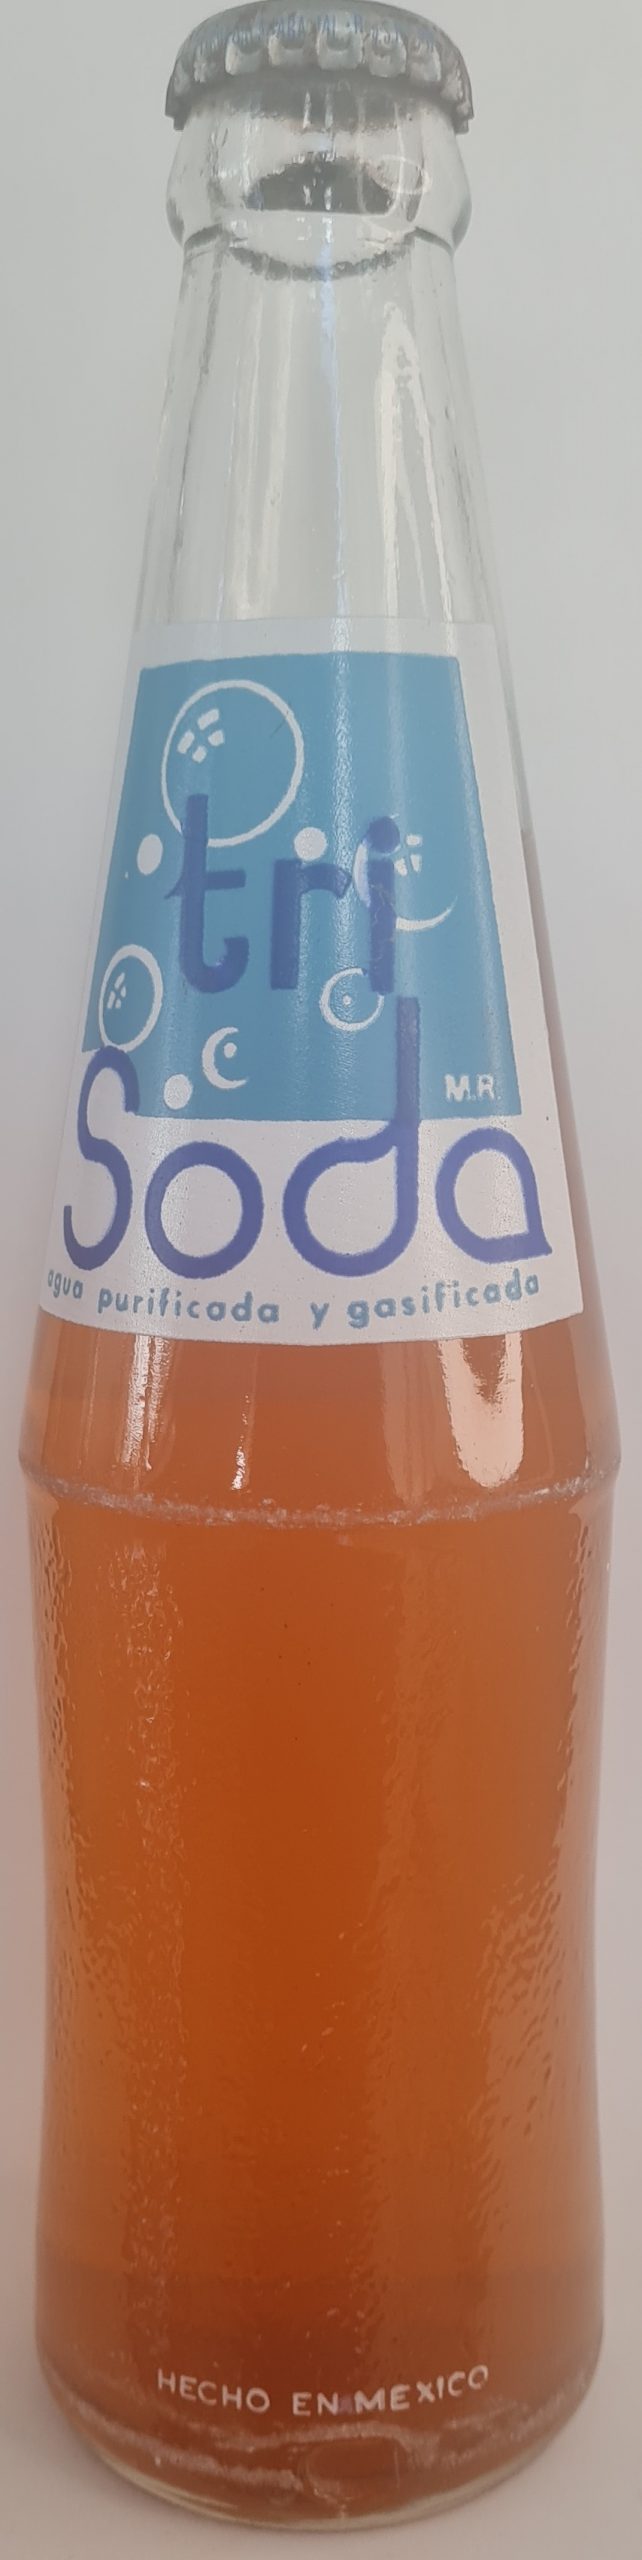 tri
Soda
M.R.
agua purificada y gasificada
HECHO EN MEXICO